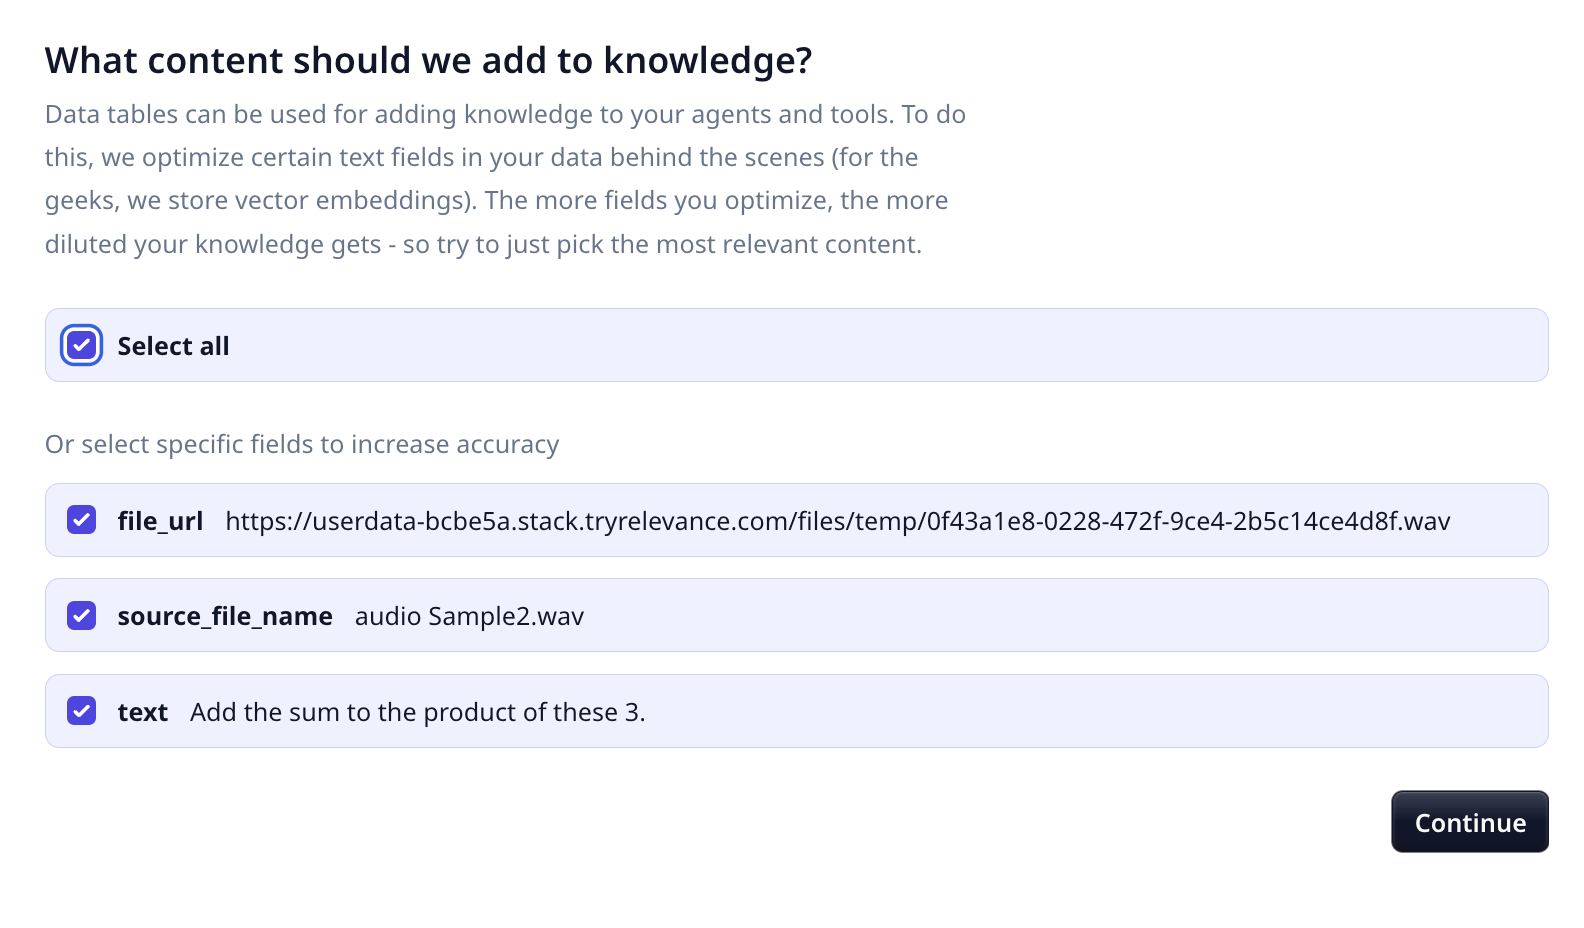 What content should we add to knowledge?
Data tables can be used for adding knowledge to your agents and tools. To do
this, we optimize certain text fields in your data behind the scenes (for the
geeks, we store vector embeddings). The more fields you optimize, the more
diluted your knowledge gets - so try to just pick the most relevant content.
Select all
Or select specific fields to increase accuracy
file_url https://userdata-bcbe5a.stack.tryrelevance.com/files/temp/0f43a1e8-0228-472f-9ce4-2b5c14ce4d8f.wav
source_file_name audio Sample2.wav
text Add the sum to the product of these 3.
Continue